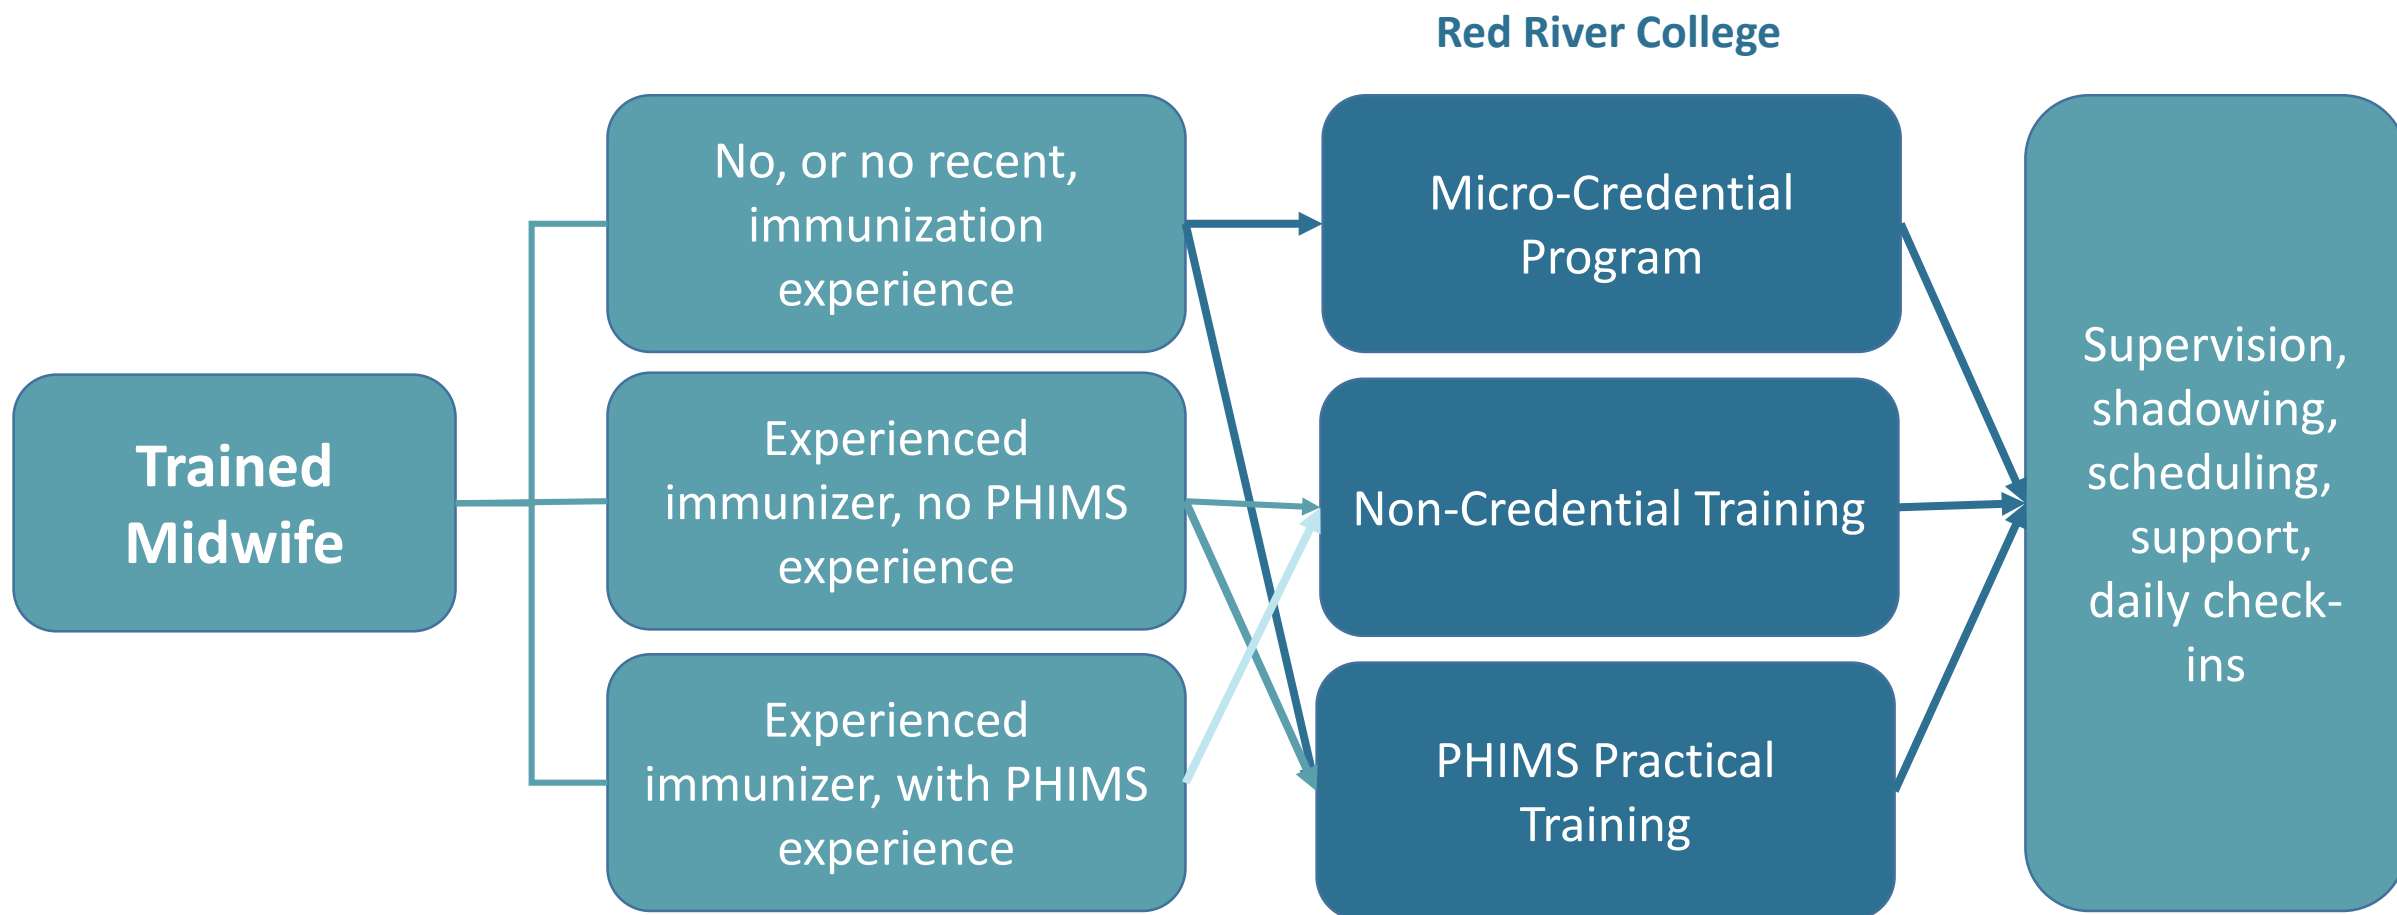 Red River College
Trained
Midwife
No, or no recent,
immunization
experience
Experienced
immunizer, no PHIMS
experience
Experienced
immunizer, with PHIMS
experience
Micro-Credential
Program
Non-Credential Training
PHIMS Practical
Training
Supervision,
shadowing,
scheduling,
support,
daily check-
ins